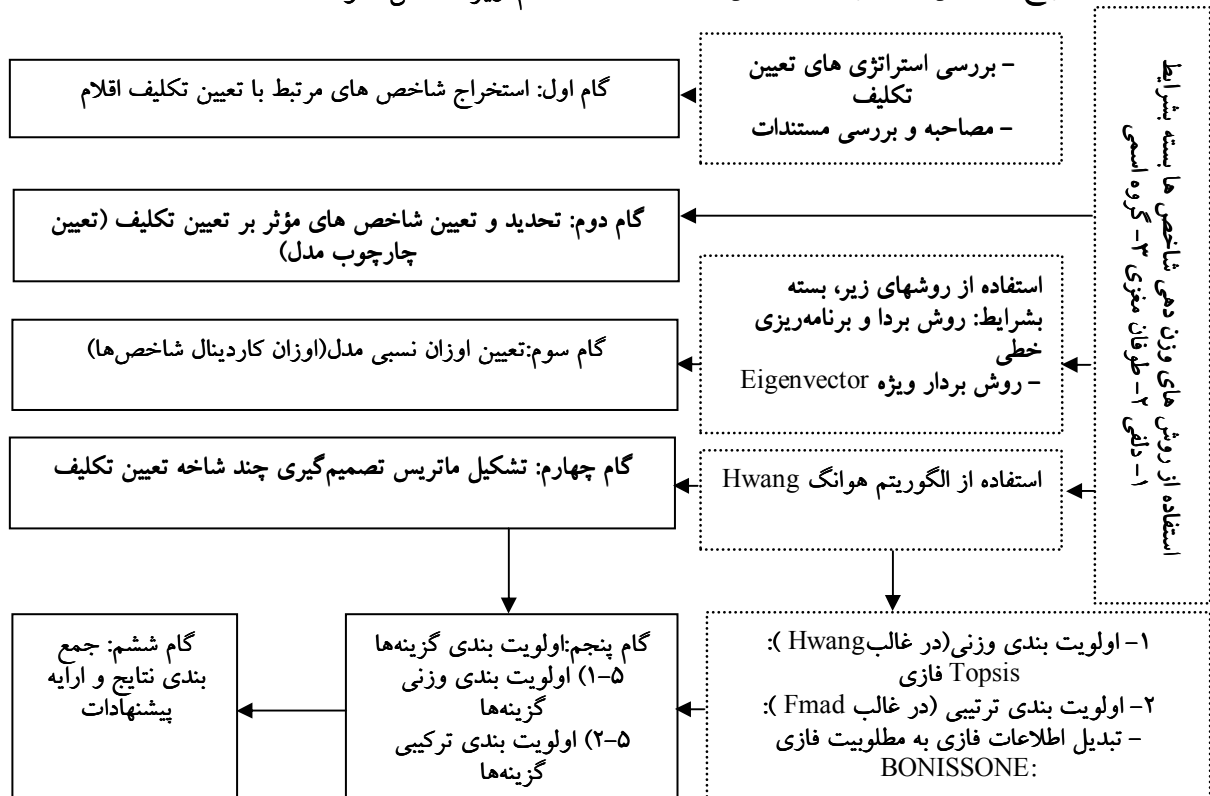 - بررسی استراتژی های تعیین
تکلیف
- مصاحبه و بررسی مستندات
گام اول: استخراج شاخص های مرتبط با تعیین تکلیف اقلام
استفاده از روش های وزن دهی شاخص ها بسته بشرایط
۱- دلفی ۲- طوفان مغزی ۳- گروه اسمی
گام دوم: تحدید و تعیین شاخص های مؤثر بر تعیین تکلیف (تعیین
چارچوب مدل)
استفاده از روشهای زیر، بسته
بشرایط: روش بردا و برنامه‌ریزی
خطی
- روش بردار ویژه Eigenvector
گام سوم:تعیین اوزان نسبی مدل(اوزان کاردینال شاخص‌ها)
استفاده از الگوریتم هوانگ Hwang
گام چهارم: تشکیل ماتریس تصمیم‌گیری چند شاخه تعیین تکلیف
۱- اولویت بندی وزنی(در غالبHwang ):
Topsis فازی
۲- اولویت بندی ترتیبی (در غالب Fmad ):
- تبدیل اطلاعات فازی به مطلوبیت فازی
BONISSONE:
گام پنجم:اولویت بندی گزینه‌ها
۵-۱) اولویت بندی وزنی
گزینه‌ها
۵-۲) اولویت بندی ترکیبی
گزینه‌ها
گام ششم: جمع
بندی نتایج و ارایه
پیشنهادات